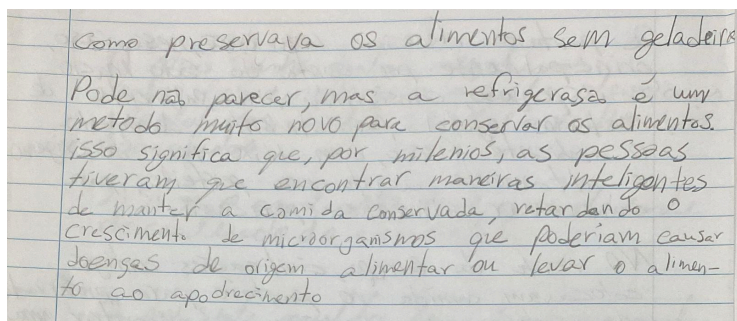 como preservava os alimentos sem geladeira
Pode não parecer, mas a refrigerasão é um
metodo muito novo para conservar os alimentos.
isso significa que, por milenios, as pessoas
tiveram que encontrar maneiras inteligentes
de manter a comida conservada, retardando o
crescimento de microorganismos que poderiam causar
doenças de origem alimentar ou levar o alimen-
to ao apodrecimento